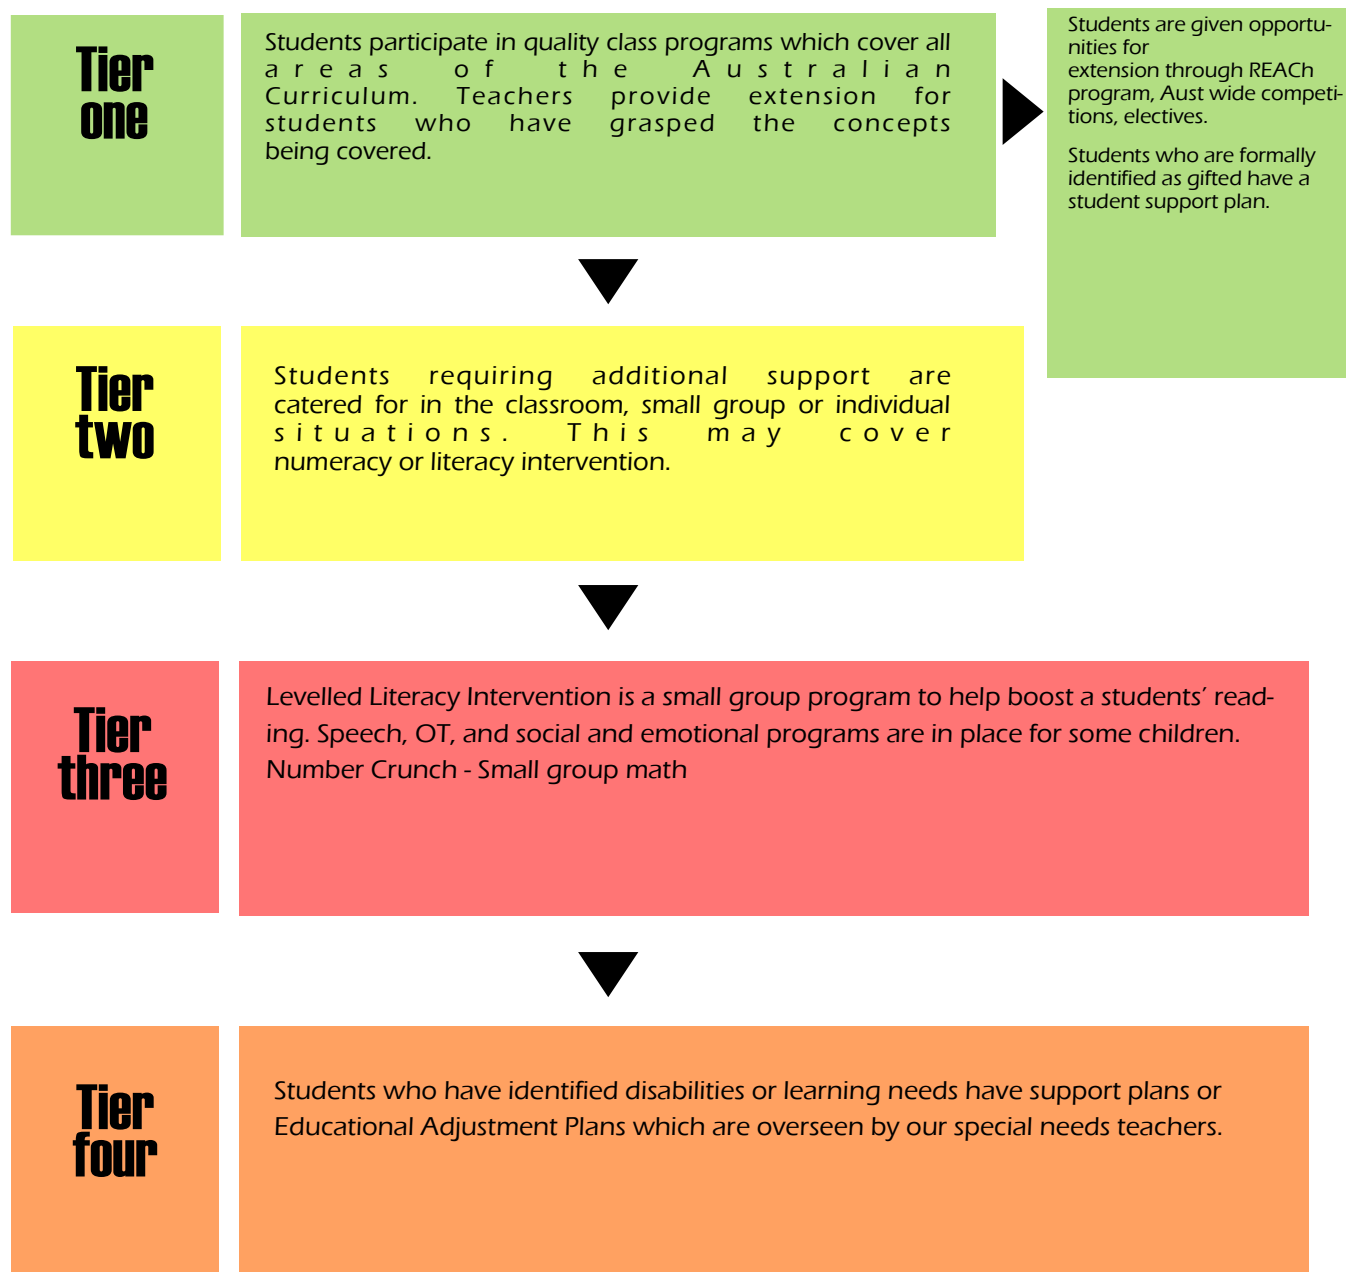 Tier
one
Students participate in quality class programs which cover all
areas of the Australian
Curriculum. Teachers provide extension for
students who have grasped the concepts
being covered.
Students are given opportu-
nities for
extension through REACh
program, Aust wide competi-
tions, electives.
Students who are formally
identified as gifted have a
student support plan.
Tier
two
Students requiring additional support are
catered for in the classroom, small group or individual
situations. This may cover
numeracy or literacy intervention.
Tier
three
Levelled Literacy Intervention is a small group program to help boost a students’ read-
ing. Speech, OT, and social and emotional programs are in place for some children.
Number Crunch - Small group math
Tier
four
Students who have identified disabilities or learning needs have support plans or
Educational Adjustment Plans which are overseen by our special needs teachers.